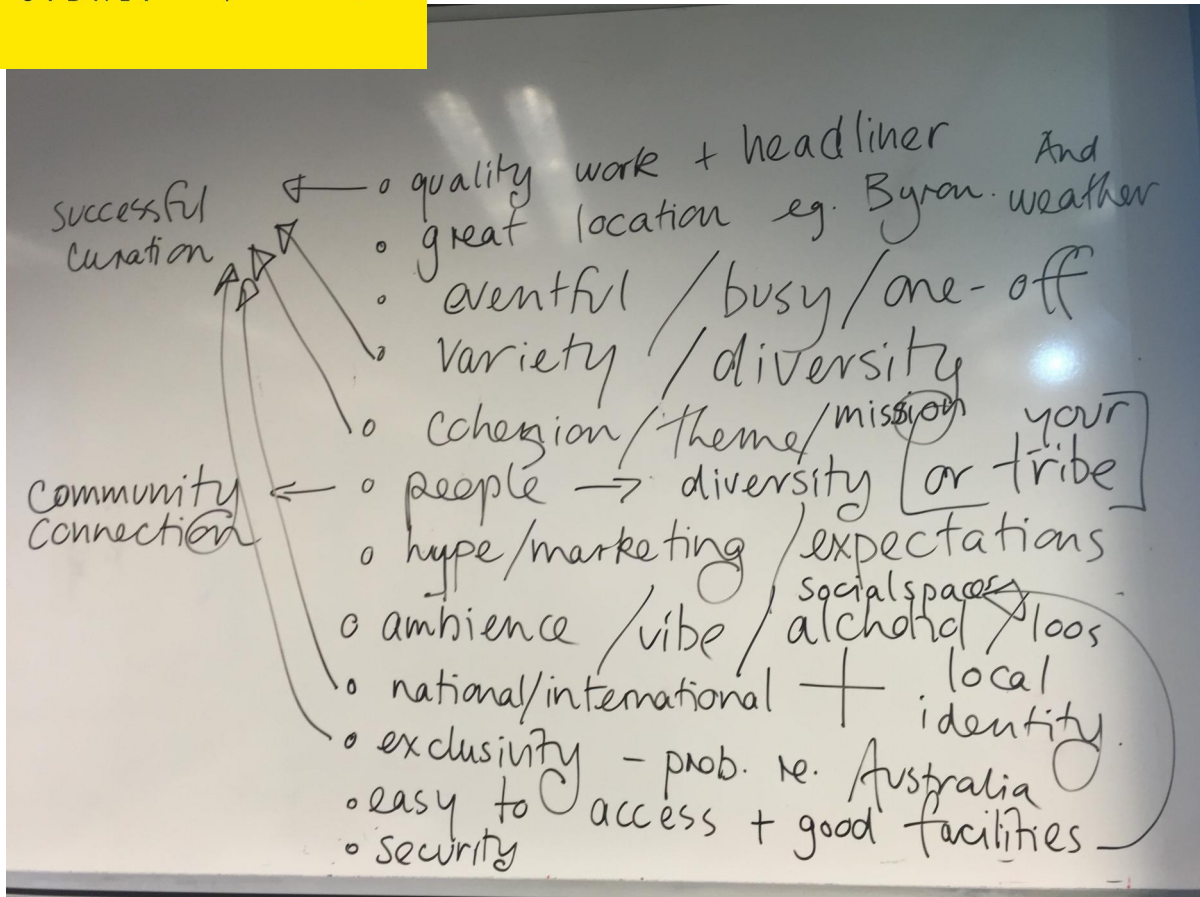 quality work + headliner And
successful
curation
great location eg. Byron. weather
eventful / busy / one-off
variety / diversity
cohezion / theme / mission your
people → diversity or tribe
community
connection
hype / marketing / expectations
social spaces
ambience / vibe / alchohol / loos
national/international + local
identity
exclusivity - prob. re. Australia
easy to access + good facilities
security